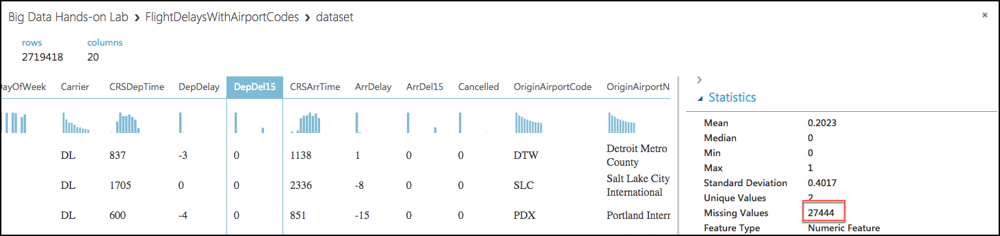 Big Data Hands-on Lab > FlightDelaysWithAirportCodes > dataset
rows columns
2719418 20
DayOfWeek Carrier CRSDepTime DepDelay DepDel15 CRSArrTime ArrDelay ArrDel15 Cancelled OriginAirportCode OriginAirportN
DL 837 -3 0 1138 1 0 0 DTW Detroit Metro County
DL 1705 0 0 2336 -8 0 0 SLC Salt Lake City International
DL 600 -4 0 851 -15 0 0 PDX Portland Intern
Statistics
Mean 0.2023
Median 0
Min 0
Max 1
Standard Deviation 0.4017
Unique Values 2
Missing Values 27444
Feature Type Numeric Feature